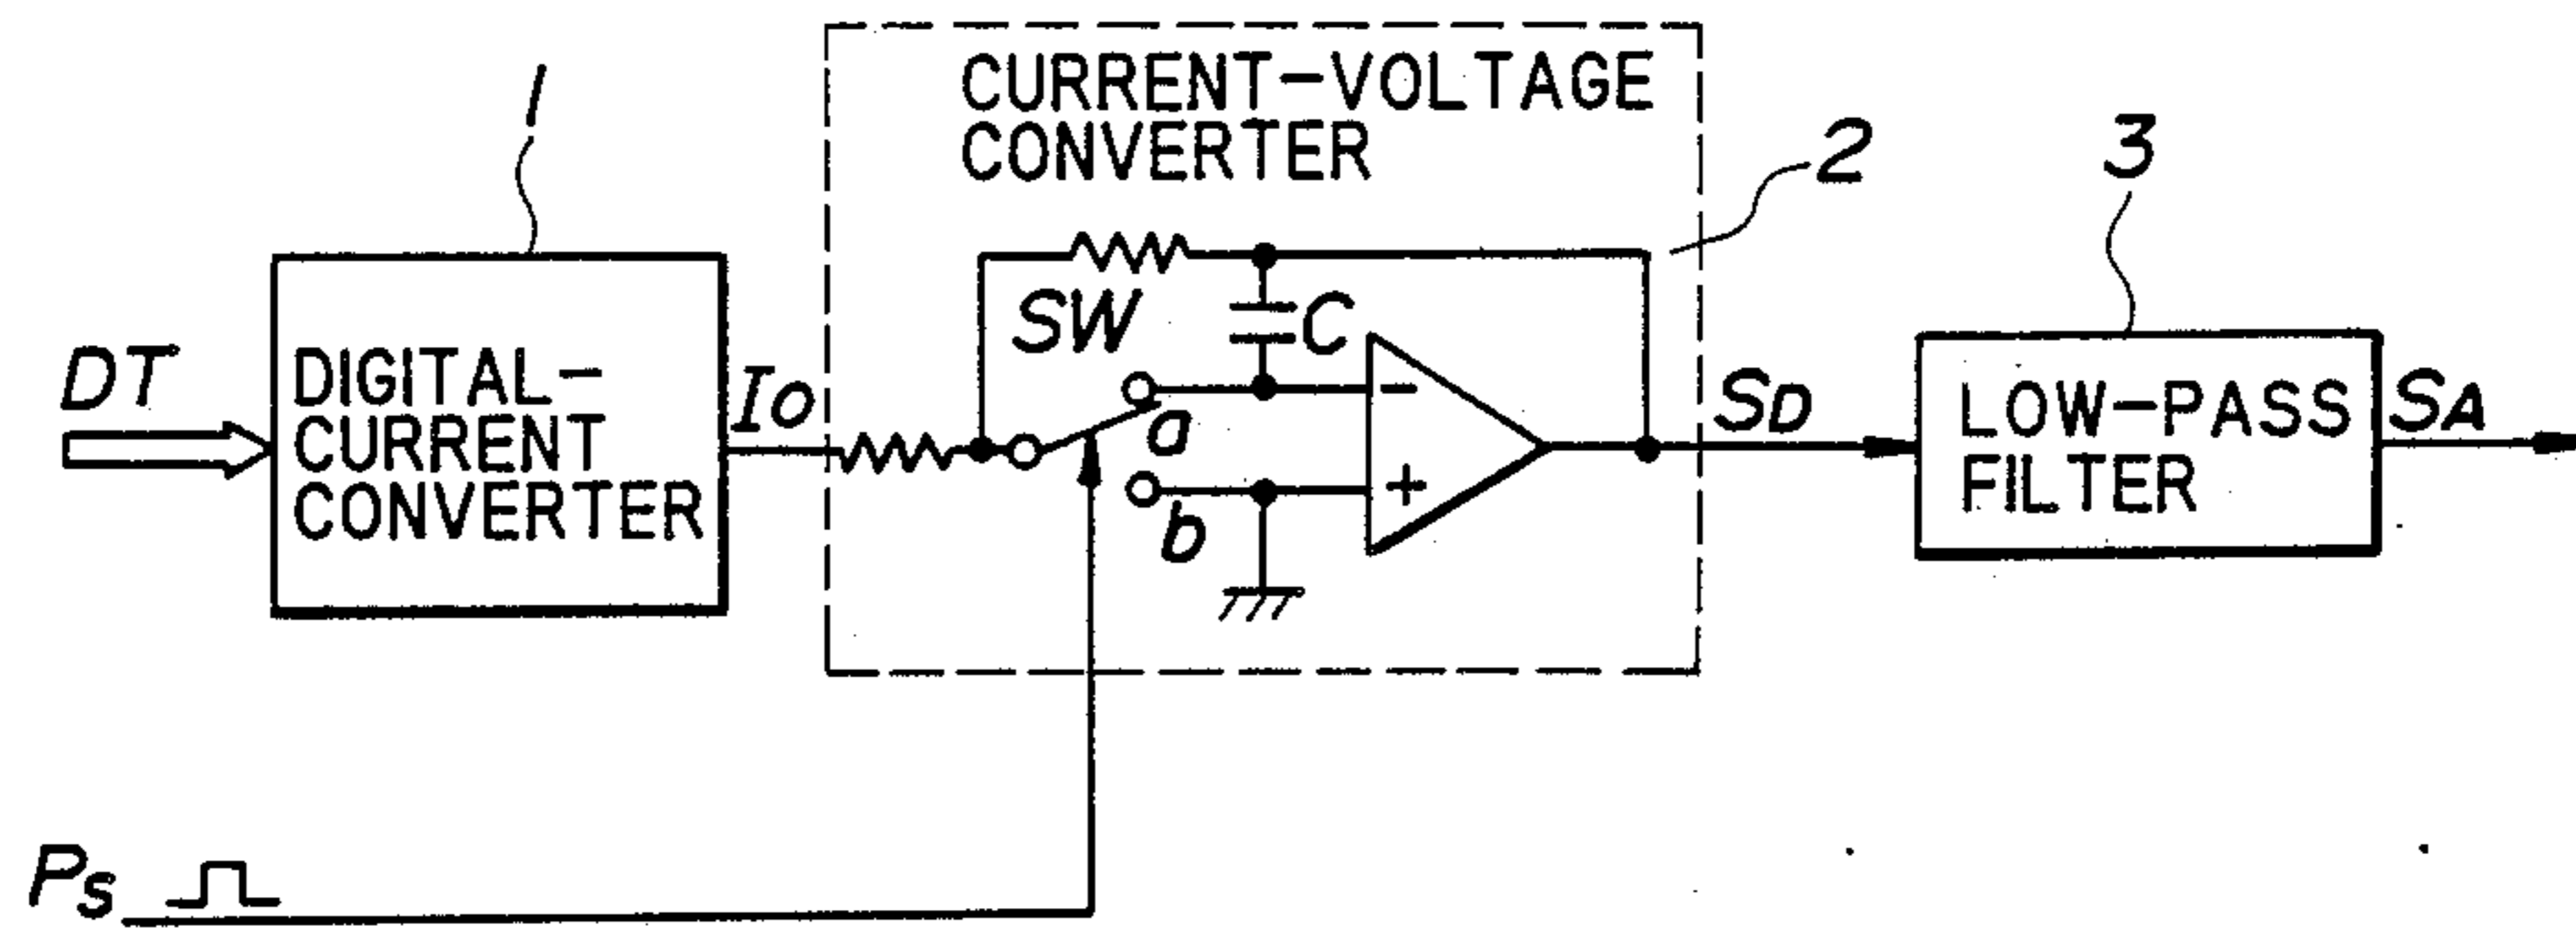 1
CURRENT-VOLTAGE
CONVERTER
2
3
DT
DIGITAL-
CURRENT
CONVERTER
IO
SW
C
a
b
-
+
SD
LOW-PASS
FILTER
SA
PS